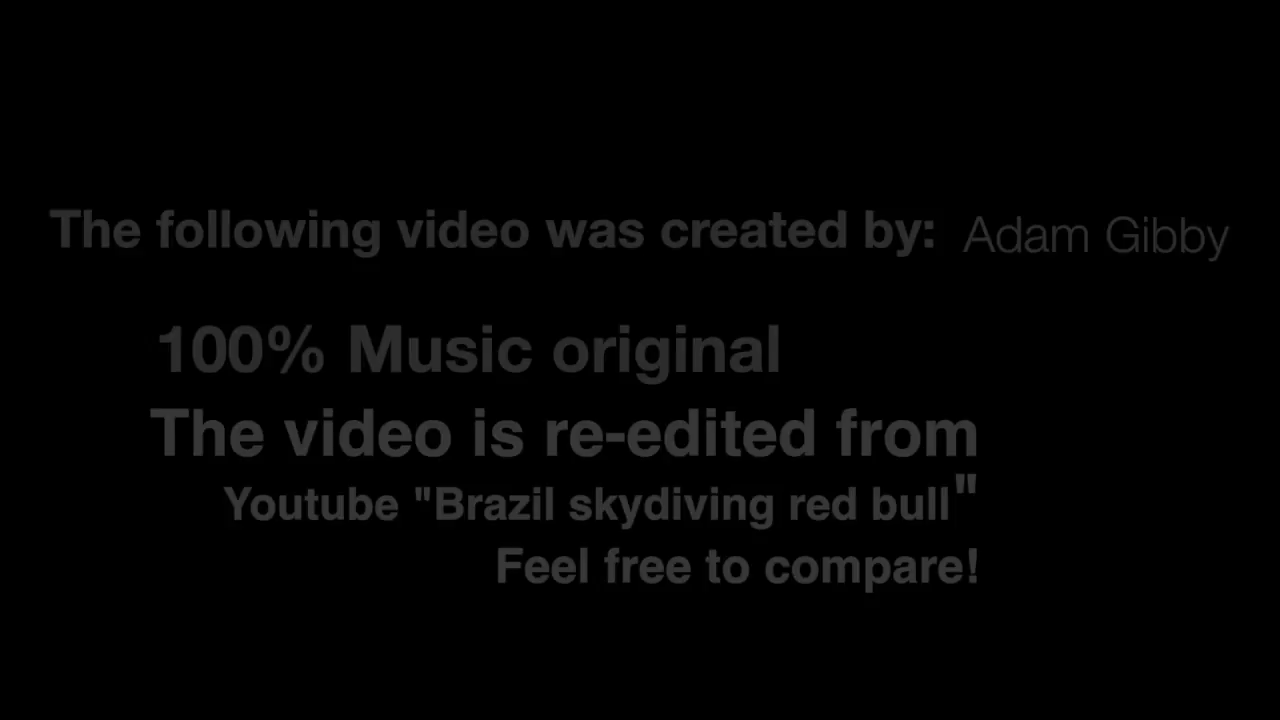 The following video was created by: Adam Gibby
100% Music original
The video is re-edited from
Youtube "Brazil skydiving red bull"
Feel free to compare!